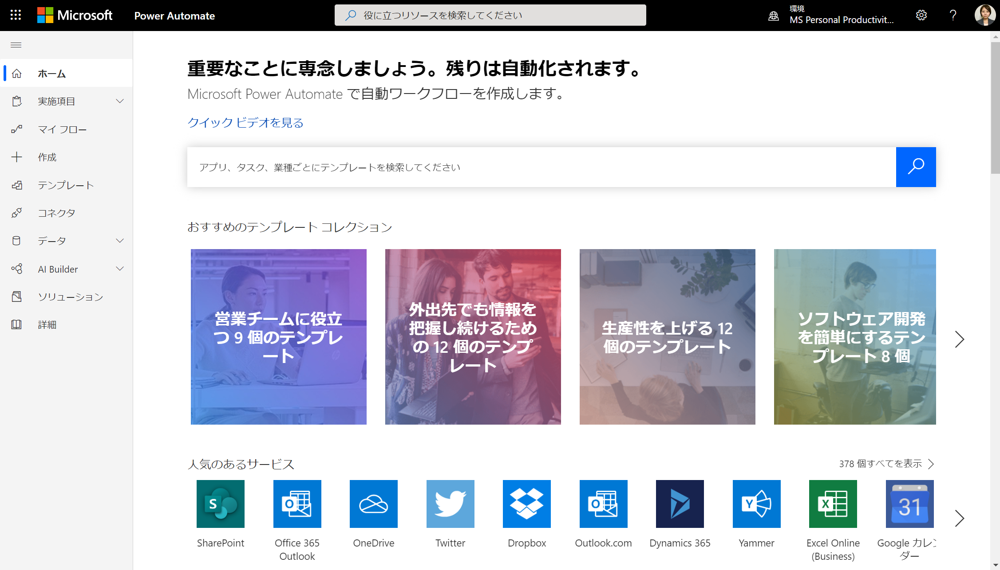 Microsoft
Power Automate
役に立つリソースを検索してください
環境
MS Personal Productivit...
ホーム
実施項目
マイ フロー
作成
テンプレート
コネクタ
データ
AI Builder
ソリューション
詳細
重要なことに専念しましょう。残りは自動化されます。
Microsoft Power Automate で自動ワークフローを作成します。
クイック ビデオを見る
アプリ、タスク、業種ごとにテンプレートを検索してください
おすすめのテンプレート コレクション
営業チームに役立
つ 9 個のテンプレ
ート
外出先でも情報を
把握し続けるため
の 12 個のテンプ
レート
生産性を上げる 12
個のテンプレート
ソフトウェア開発
を簡単にするテン
プレート 8 個
人気のあるサービス
378 個すべてを表示
S
O
O
Y
X
31
SharePoint
Office 365
Outlook
OneDrive
Twitter
Dropbox
Outlook.com
Dynamics 365
Yammer
Excel Online
(Business)
Google カレン
ダー